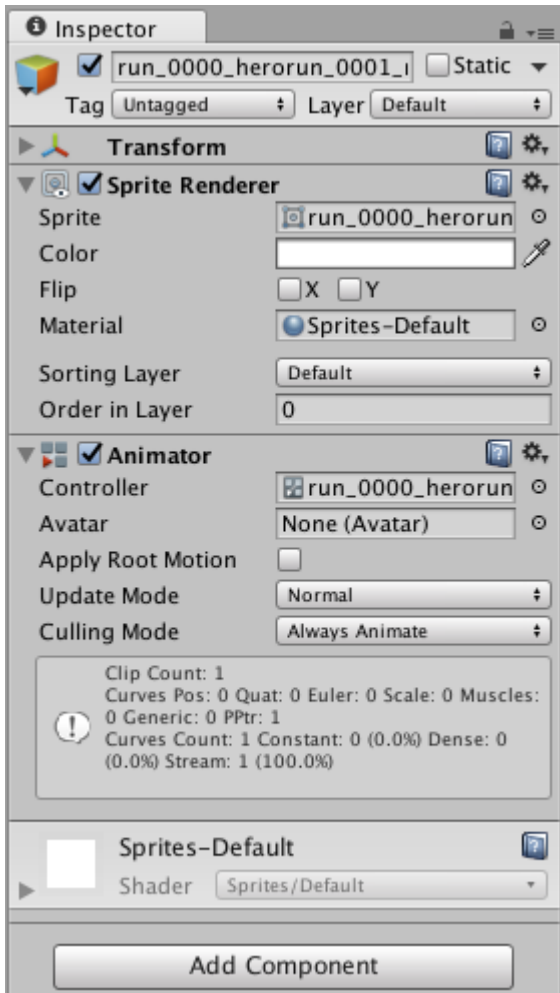 Inspector
run_0000_herorun_0001_
Static
Tag Untagged Layer Default
Transform
Sprite Renderer
Sprite run_0000_herorun
Color
Flip X Y
Material Sprites-Default
Sorting Layer Default
Order in Layer 0
Animator
Controller run_0000_herorun
Avatar None (Avatar)
Apply Root Motion
Update Mode Normal
Culling Mode Always Animate
Clip Count: 1
Curves Pos: 0 Quat: 0 Euler: 0 Scale: 0 Muscles:
0 Generic: 0 PPtr: 1
Curves Count: 1 Constant: 0 (0.0%) Dense: 0
(0.0%) Stream: 1 (100.0%)
Sprites-Default
Shader Sprites/Default
Add Component